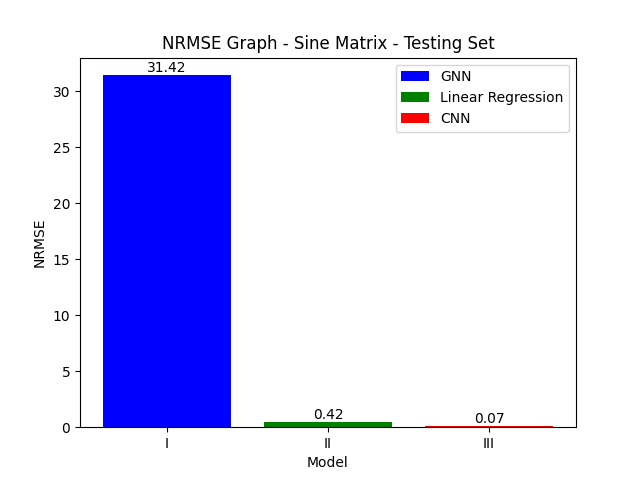 NRMSE Graph - Sine Matrix - Testing Set
31.42
GNN
Linear Regression
CNN
30
25
20
15
10
5
0
NRMSE
0.42
0.07
I
II
III
Model